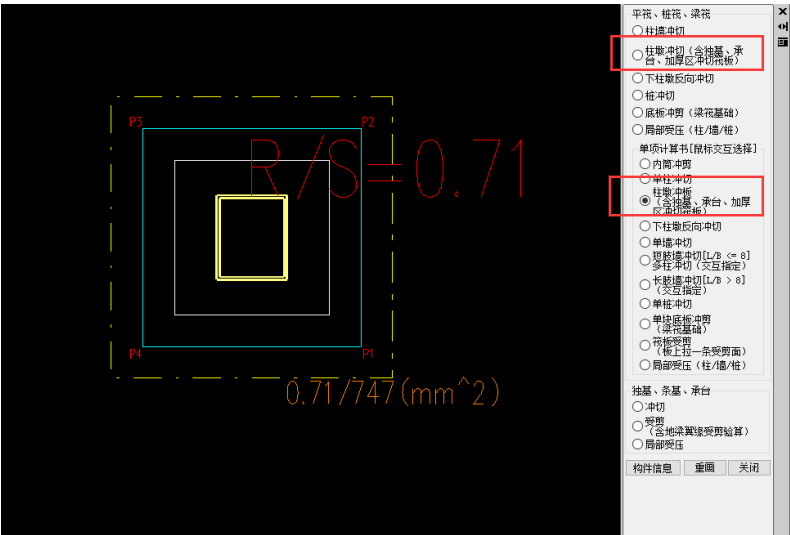 P3
P2
R/S=0.71
P4
P1
0.71/747(mm^2)
平筏、桩筏、梁筏
柱墙冲切
柱墩冲切(含独基、承
台、加厚区冲切筏板)
下柱墩反向冲切
桩冲切
底板冲剪(梁筏基础)
局部受压(柱/墙/桩)
单项计算书[鼠标交互选择]
内筒冲剪
单柱冲切
柱墩冲板
(含独基、承台、加厚
区冲切筏板)
下柱墩反向冲切
单墙冲切
短肢墙冲切[L/B <= 8]
多柱冲切(交互指定)
长肢墙冲切[L/B > 8]
(交互指定)
单桩冲切
单块底板冲剪
(梁筏基础)
筏板受剪
(板上拉一条受剪面)
局部受压(柱/墙/桩)
独基、条基、承台
冲切
受剪
(含地梁翼缘受剪验算)
局部受压
构件信息
重画
关闭